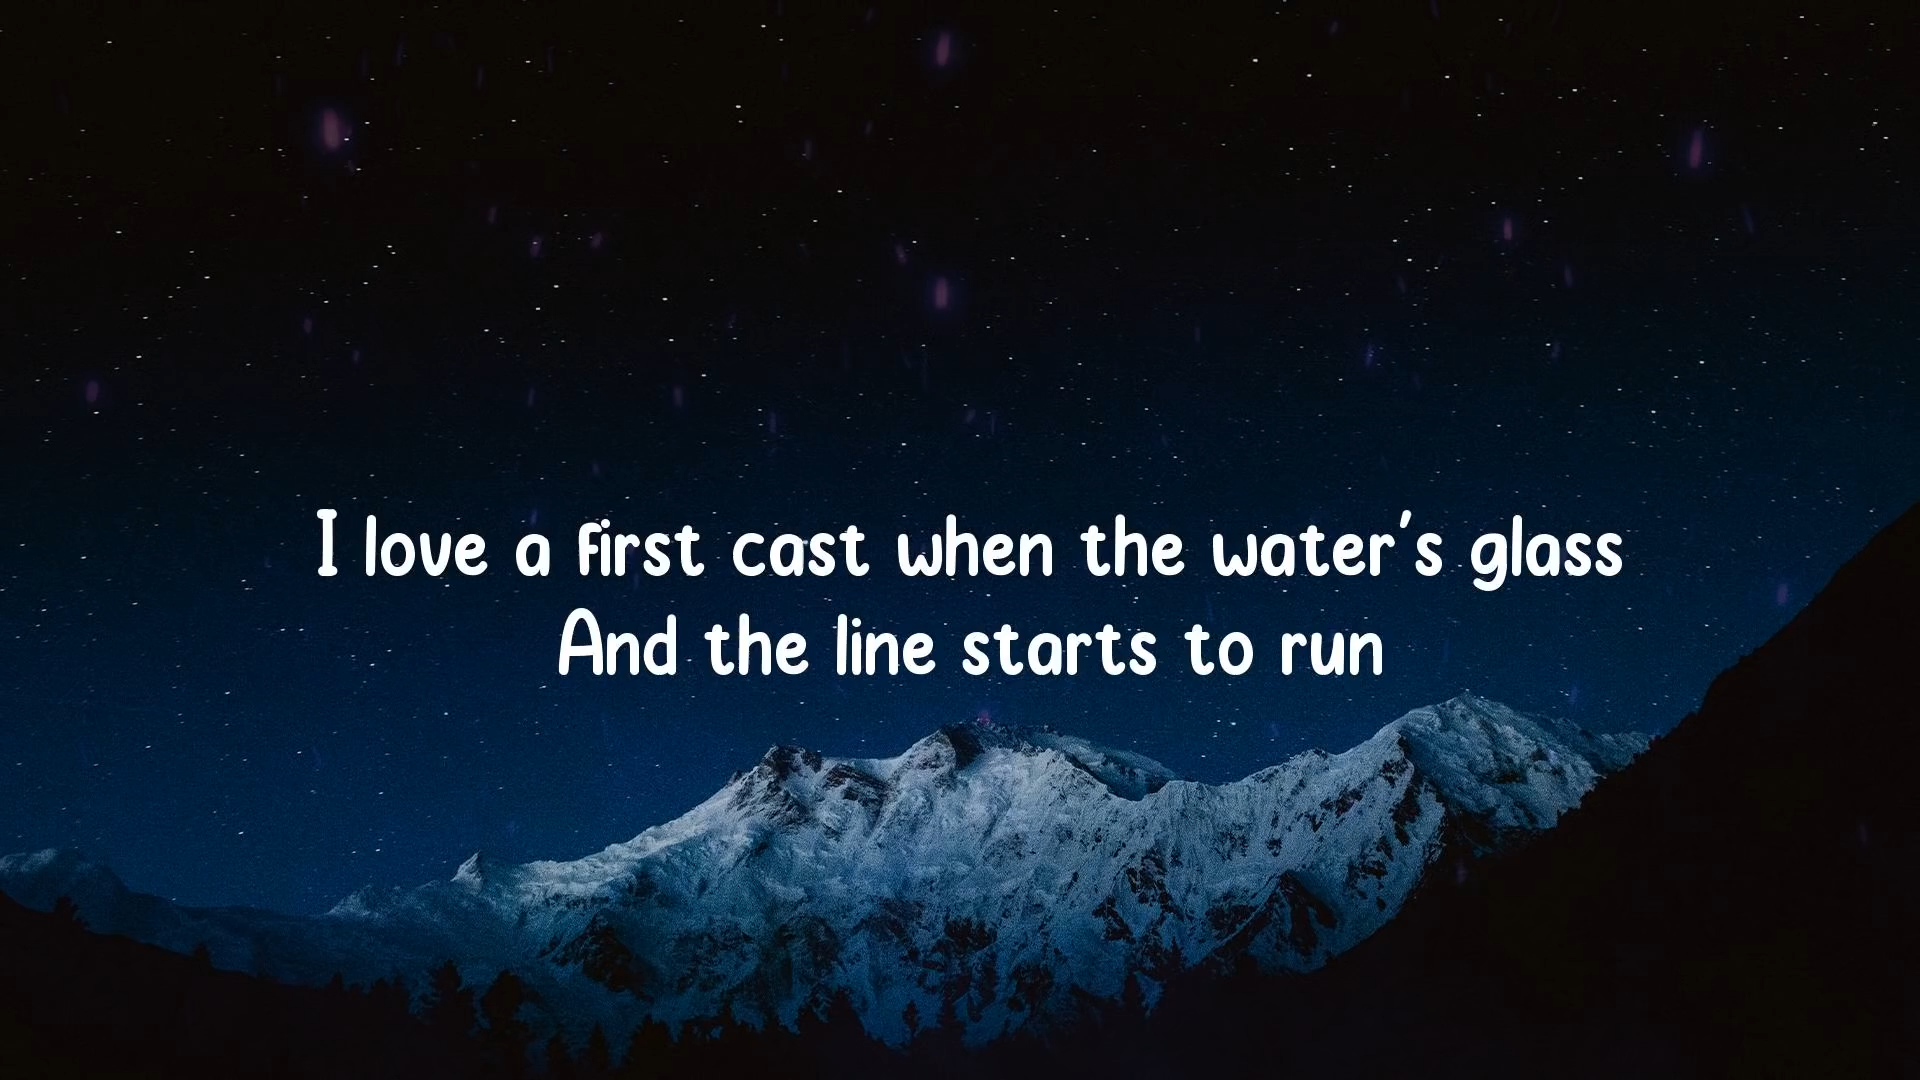 I love a first cast when the water's glass
And the line starts to run